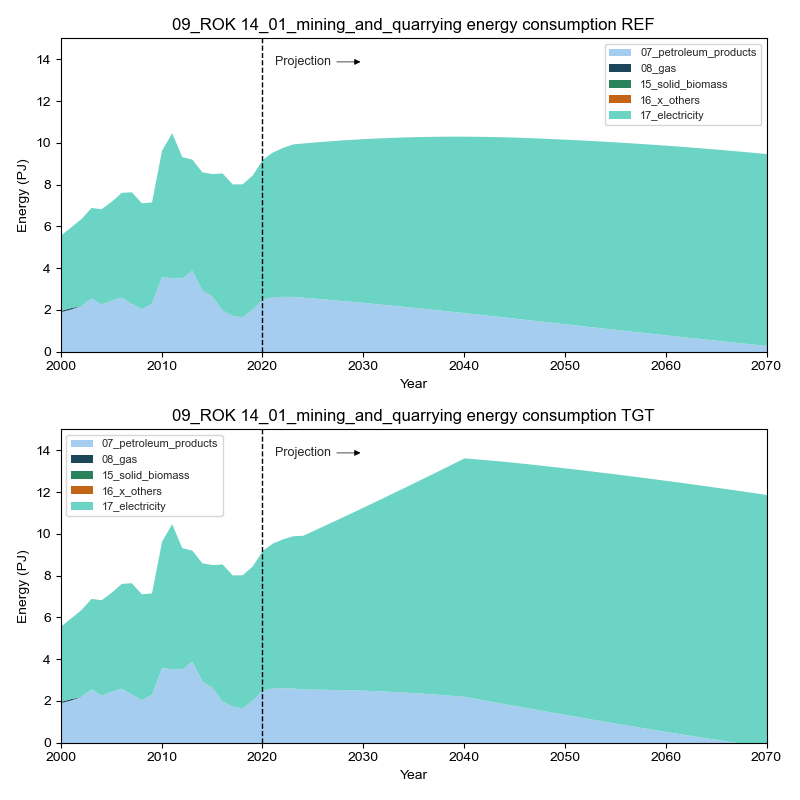 09_ROK 14_01_mining_and_quarrying energy consumption REF
14
12
10
8
6
4
2
0
Energy (PJ)
Projection
07_petroleum_products
08_gas
15_solid_biomass
16_x_others
17_electricity
2000 2010 2020 2030 2040 2050 2060 2070
Year
09_ROK 14_01_mining_and_quarrying energy consumption TGT
14
12
10
8
6
4
2
0
Energy (PJ)
07_petroleum_products
08_gas
15_solid_biomass
16_x_others
17_electricity
Projection
2000 2010 2020 2030 2040 2050 2060 2070
Year